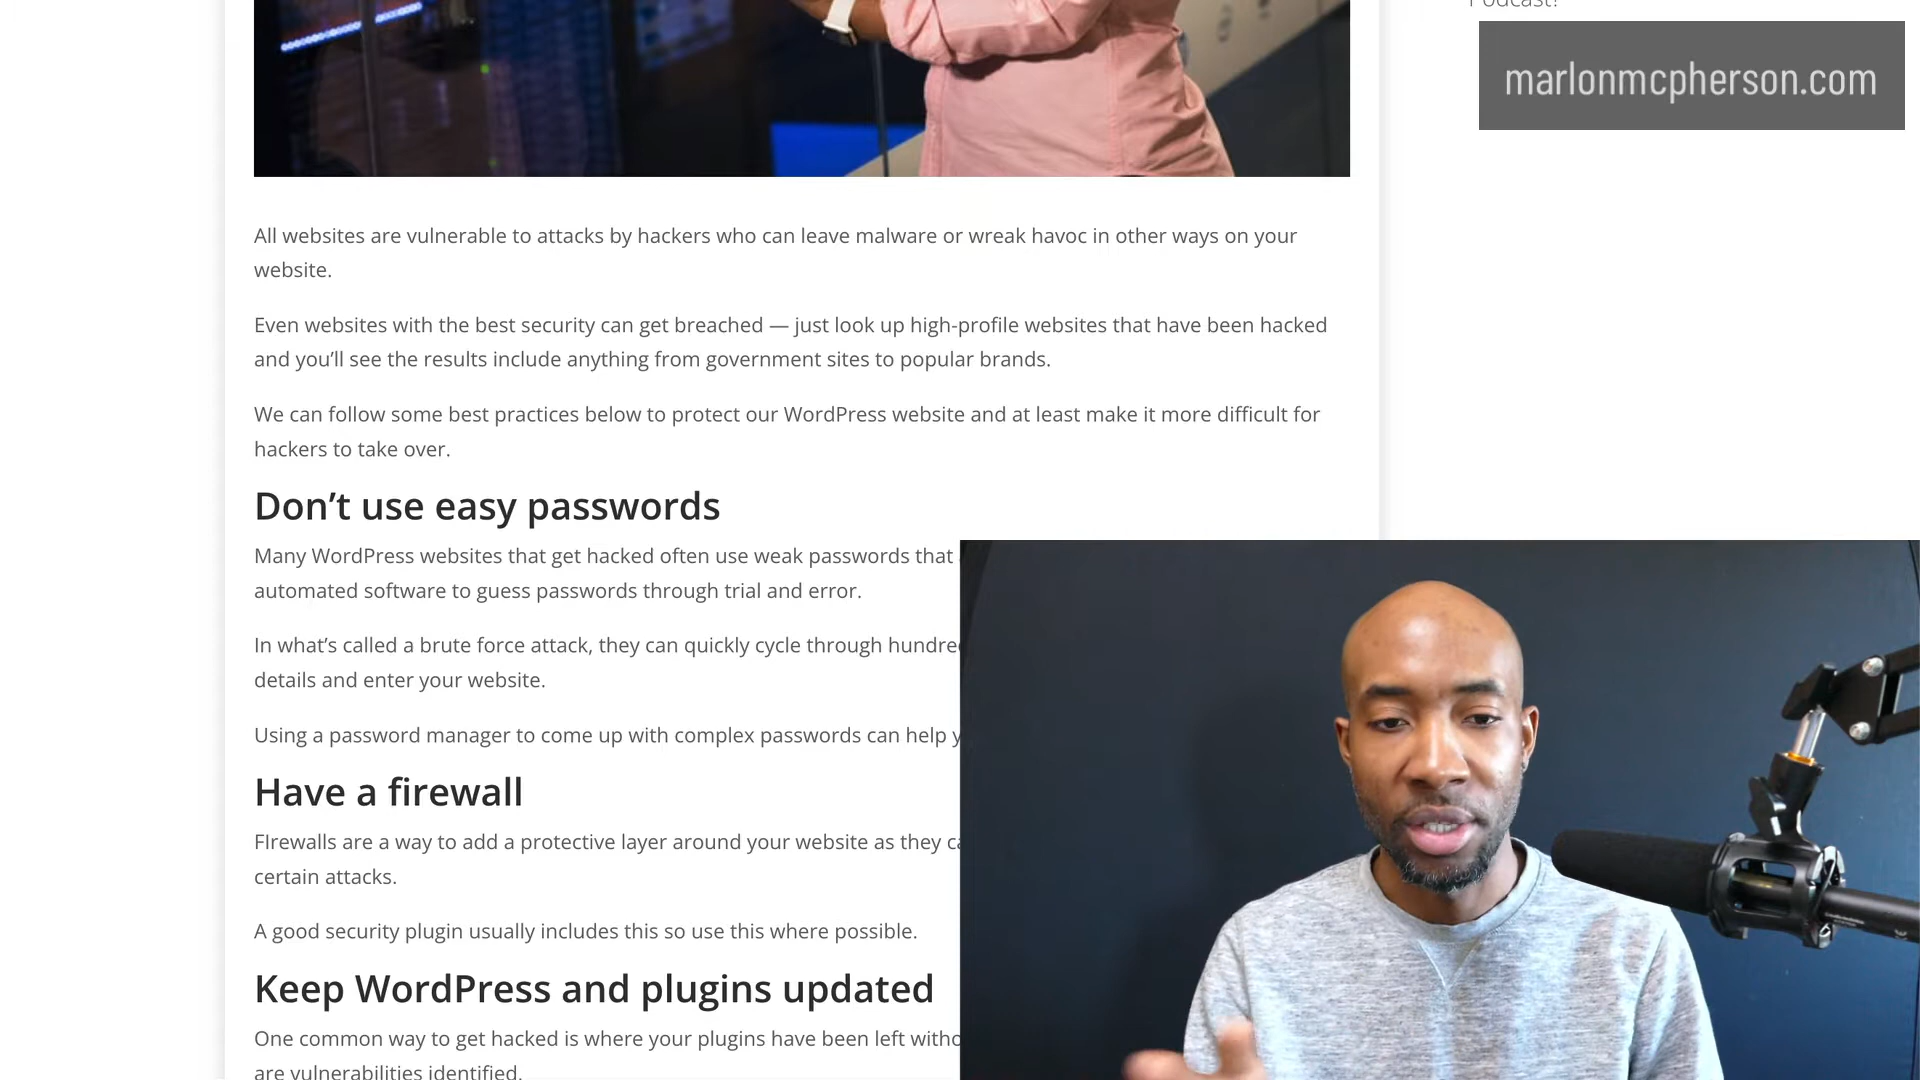 Podcast?
marlonmcpherson.com
All websites are vulnerable to attacks by hackers who can leave malware or wreak havoc in other ways on your
website.
Even websites with the best security can get breached — just look up high-profile websites that have been hacked
and you’ll see the results include anything from government sites to popular brands.
We can follow some best practices below to protect our WordPress website and at least make it more difficult for
hackers to take over.
Don’t use easy passwords
Many WordPress websites that get hacked often use weak passwords that
automated software to guess passwords through trial and error.
In what’s called a brute force attack, they can quickly cycle through
details and enter your website.
Using a password manager to come up with complex passwords can help
Have a firewall
FIrewalls are a way to add a protective layer around your website as they
certain attacks.
A good security plugin usually includes this so use this where possible.
Keep WordPress and plugins updated
One common way to get hacked is where your plugins have been left
are vulnerabilities identified.